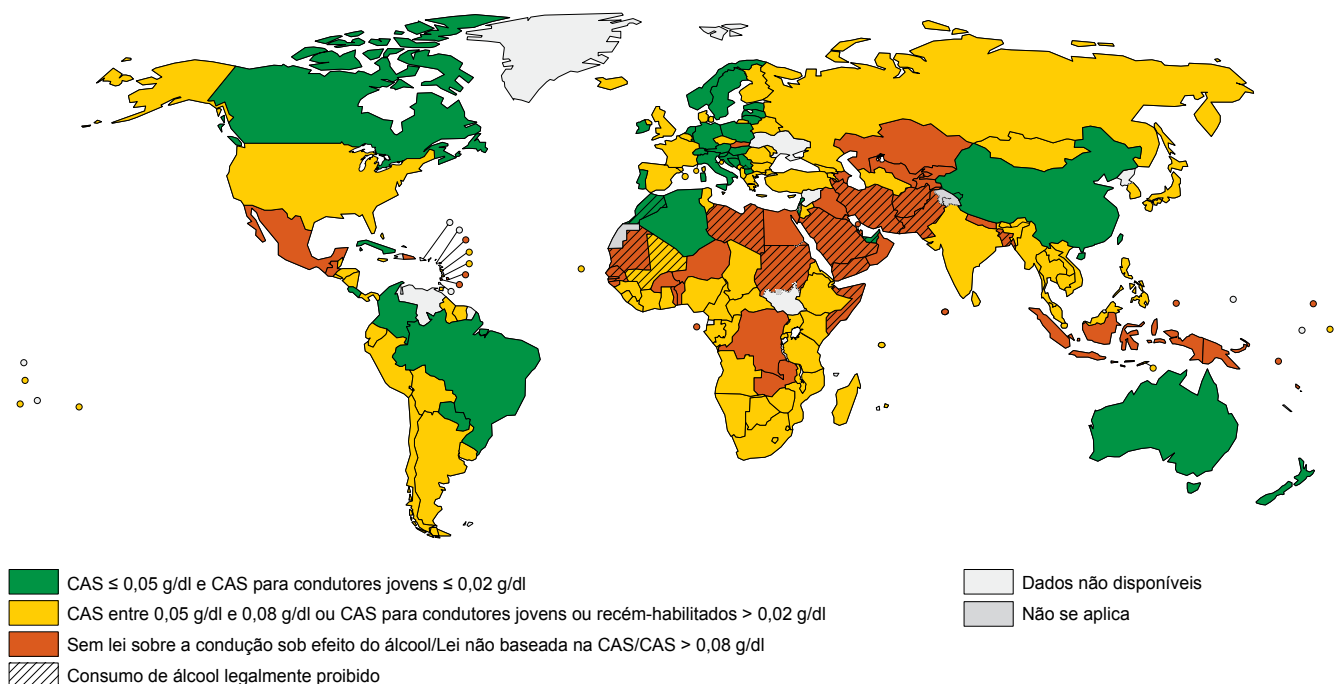 CAS ≤ 0,05 g/dl e CAS para condutores jovens ≤ 0,02 g/dl
CAS entre 0,05 g/dl e 0,08 g/dl ou CAS para condutores jovens ou recém-habilitados > 0,02 g/dl
Sem lei sobre a condução sob efeito do álcool/Lei não baseada na CAS/CAS > 0,08 g/dl
Consumo de álcool legalmente proibido
Dados não disponíveis
Não se aplica